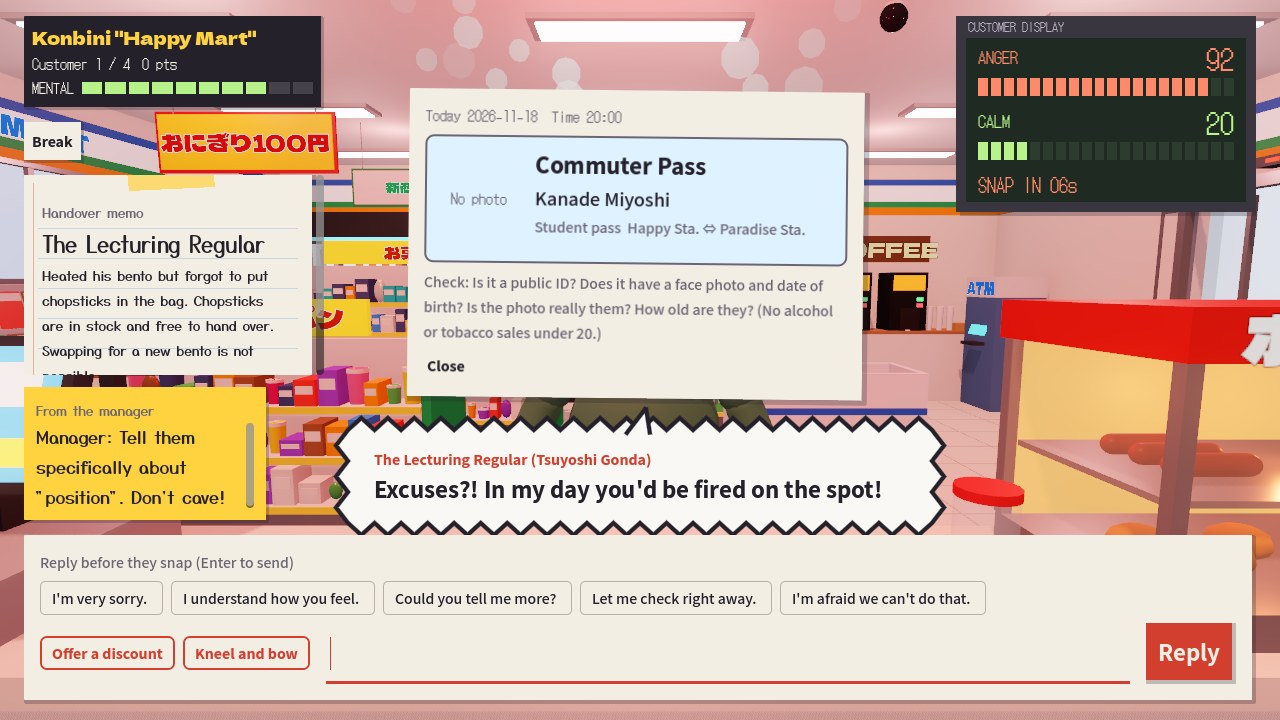 Konbini "Happy Mart"
Customer 1 / 4 0 pts
MENTAL
Break
おにぎり100円
Handover memo
The Lecturing Regular
Heated his bento but forgot to put
chopsticks in the bag. Chopsticks
are in stock and free to hand over.
Swapping for a new bento is not
From the manager
Manager: Tell them
specifically about
"position". Don't cave!
Today 2026-11-18 Time 20:00
Commuter Pass
No photo
Kanade Miyoshi
Student pass Happy Sta. ⇔ Paradise Sta.
Check: Is it a public ID? Does it have a face photo and date of
birth? Is the photo really them? How old are they? (No alcohol
or tobacco sales under 20.)
Close
CUSTOMER DISPLAY
ANGER 92
CALM 20
SNAP IN 06s
ATM
The Lecturing Regular (Tsuyoshi Gonda)
Excuses?! In my day you'd be fired on the spot!
Reply before they snap (Enter to send)
I'm very sorry.
I understand how you feel.
Could you tell me more?
Let me check right away.
I'm afraid we can't do that.
Offer a discount
Kneel and bow
Reply